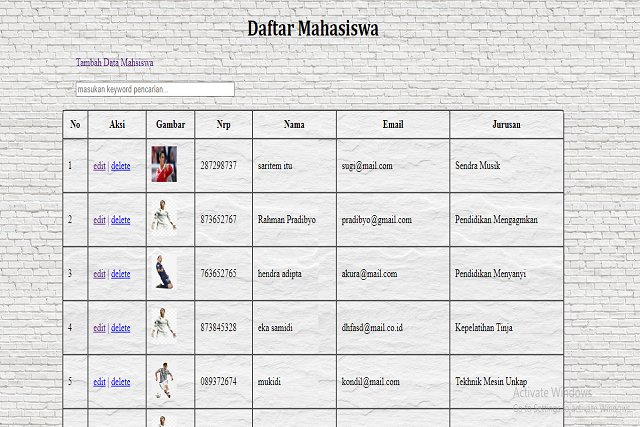 Daftar Mahasiswa
Tambah Data Mahsiswa
masukan keyword pencarian...
No Aksi Gambar Nrp Nama Email Jurusan
1 edit | delete 287298737 saritem itu sugi@mail.com Sendra Musik
2 edit | delete 873652767 Rahman Pradibyo pradibyo@gmail.com Pendidikan Mengagmkan
3 edit | delete 763652765 hendra adipta akura@mail.com Pendidikan Menyanyi
4 edit | delete 873845328 eka samidi dhfasd@mail.co.id Kepelatihan Tinja
5 edit | delete 089372674 mukidi kondil@mail.com Tekhnik Mesin Unkap
Activate Windows
Go to Settings to activate Windows.